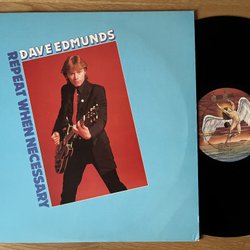 DAVE EDMUNDS
REPEAT WHEN NECESSARY